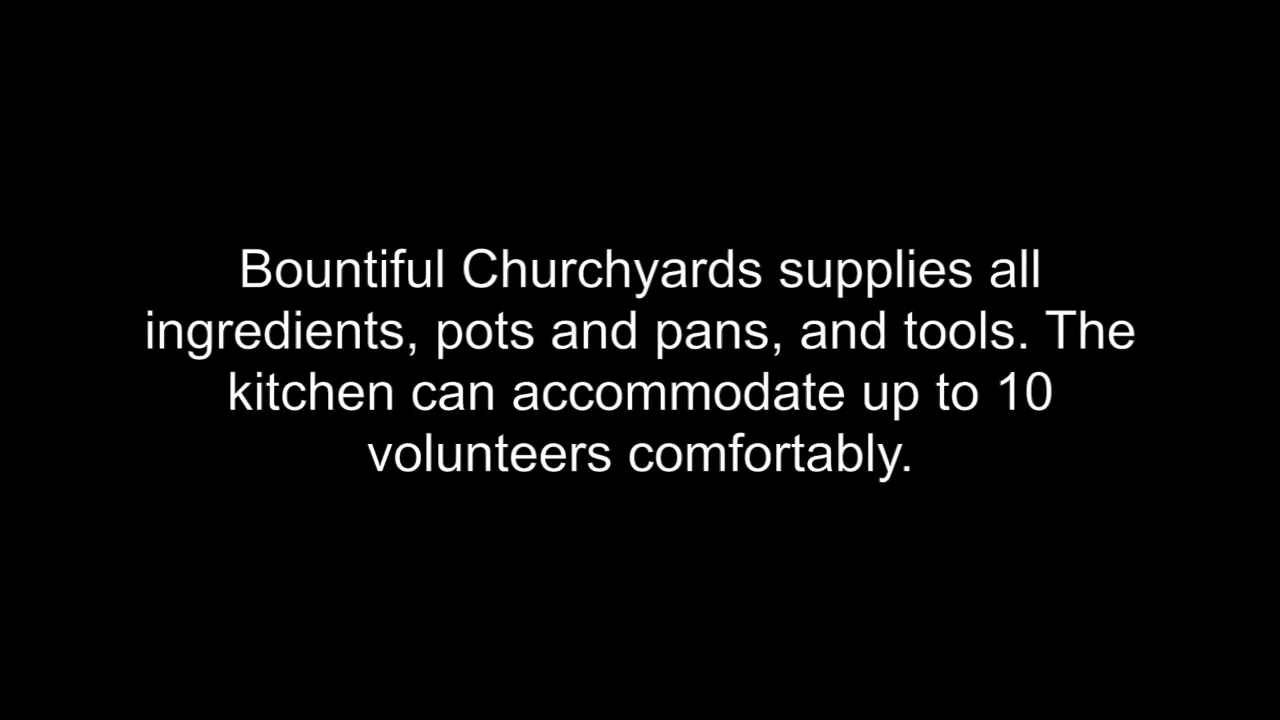 Bountiful Churchyards supplies all
ingredients, pots and pans, and tools. The
kitchen can accommodate up to 10
volunteers comfortably.